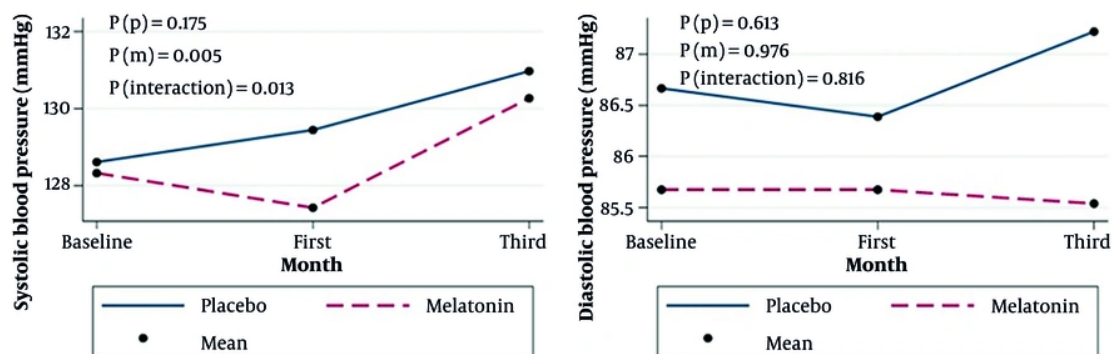 Systolic blood pressure (mmHg)
132
130
128
P (p) = 0.175
P (m) = 0.005
P (interaction) = 0.013
Baseline First Third
Month
Placebo Melatonin
Mean
Diastolic blood pressure (mmHg)
87
86.5
86
85.5
P (p) = 0.613
P (m) = 0.976
P (interaction) = 0.816
Baseline First Third
Month
Placebo Melatonin
Mean